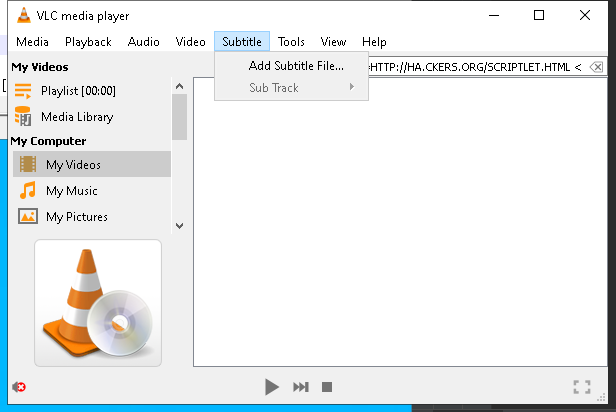 VLC media player
Media Playback Audio Video Subtitle Tools View Help
My Videos
=HTTP://HA.CKERS.ORG/SCRIPTLET.HTML <
Add Subtitle File...
Sub Track
Playlist [00:00]
Media Library
My Computer
My Videos
My Music
My Pictures